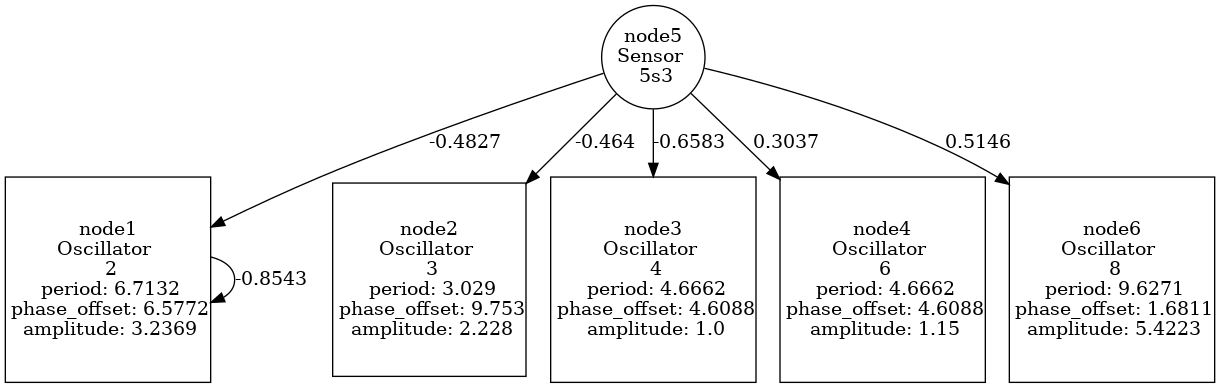 node5
Sensor
5s3
-0.4827
-0.464
-0.6583
0.3037
0.5146
node1
Oscillator
2
period: 6.7132
phase_offset: 6.5772
amplitude: 3.2369
-0.8543
node2
Oscillator
3
period: 3.029
phase_offset: 9.753
amplitude: 2.228
node3
Oscillator
4
period: 4.6662
phase_offset: 4.6088
amplitude: 1.0
node4
Oscillator
6
period: 4.6662
phase_offset: 4.6088
amplitude: 1.15
node6
Oscillator
8
period: 9.6271
phase_offset: 1.6811
amplitude: 5.4223